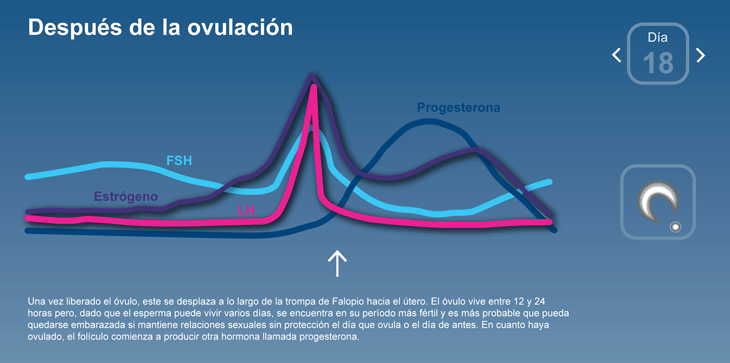 Después de la ovulación
Día
18
Progesterona
FSH
Estrógeno
LH
Una vez liberado el óvulo, este se desplaza a lo largo de la trompa de Falopio hacia el útero. El óvulo vive entre 12 y 24
horas pero, dado que el esperma puede vivir varios días, se encuentra en su período más fértil y es más probable que pueda
quedarse embarazada si mantiene relaciones sexuales sin protección el día que ovula o el día de antes. En cuanto haya
ovulado, el folículo comienza a producir otra hormona llamada progesterona.